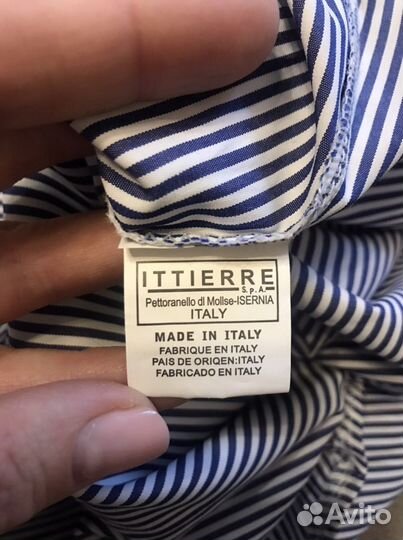 ITTIERRE
S.p.A.
Pettoranello di Molise-ISERNIA
ITALY
MADE IN ITALY
FABRIQUE EN ITALY
PAIS DE ORIQEN:ITALY
FABRICADO EN ITALY
Avito